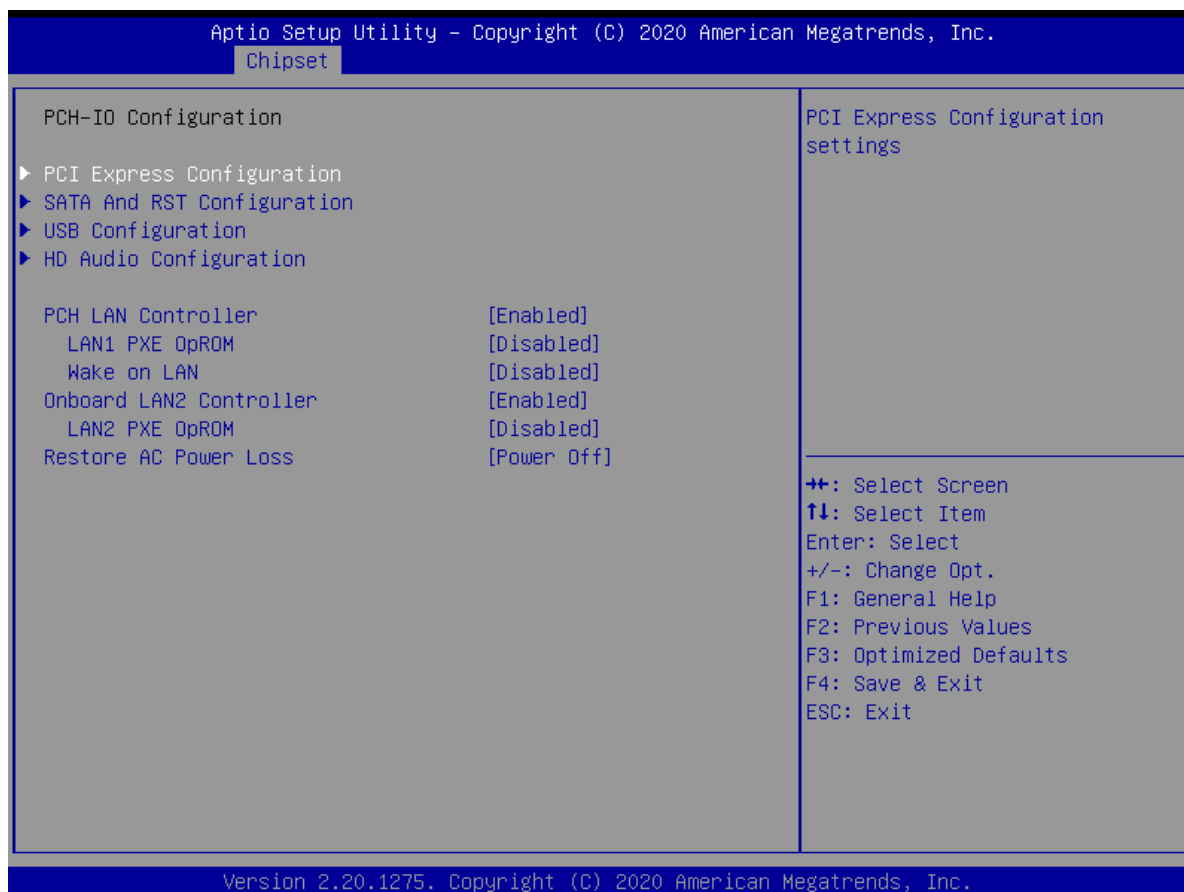 Aptio Setup Utility – Copyright (C) 2020 American Megatrends, Inc.
Chipset
PCH-IO Configuration
PCI Express Configuration
SATA And RST Configuration
USB Configuration
HD Audio Configuration
PCH LAN Controller [Enabled]
LAN1 PXE OpROM [Disabled]
Wake on LAN [Disabled]
Onboard LAN2 Controller [Enabled]
LAN2 PXE OpROM [Disabled]
Restore AC Power Loss [Power Off]
PCI Express Configuration
settings
→←: Select Screen
↑↓: Select Item
Enter: Select
+/-: Change Opt.
F1: General Help
F2: Previous Values
F3: Optimized Defaults
F4: Save & Exit
ESC: Exit
Version 2.20.1275. Copyright (C) 2020 American Megatrends, Inc.